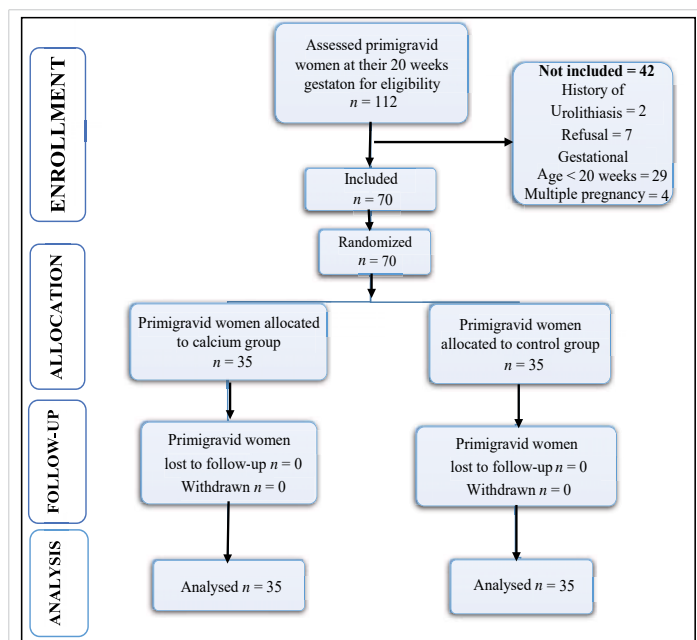 ENROLLMENT
Assessed primigravid
women at their 20 weeks
gestaton for eligibility
n = 112
Not included = 42
History of
Urolithiasis = 2
Refusal = 7
Gestational
Age < 20 weeks = 29
Multiple pregnancy = 4
Included
n = 70
Randomized
n = 70
ALLOCATION
Primigravid women allocated
to calcium group
n = 35
Primigravid women
allocated to control group
n = 35
FOLLOW-UP
Primigravid women
lost to follow-up n = 0
Withdrawn n = 0
Primigravid women
lost to follow-up n = 0
Withdrawn n = 0
ANALYSIS
Analysed n = 35
Analysed n = 35